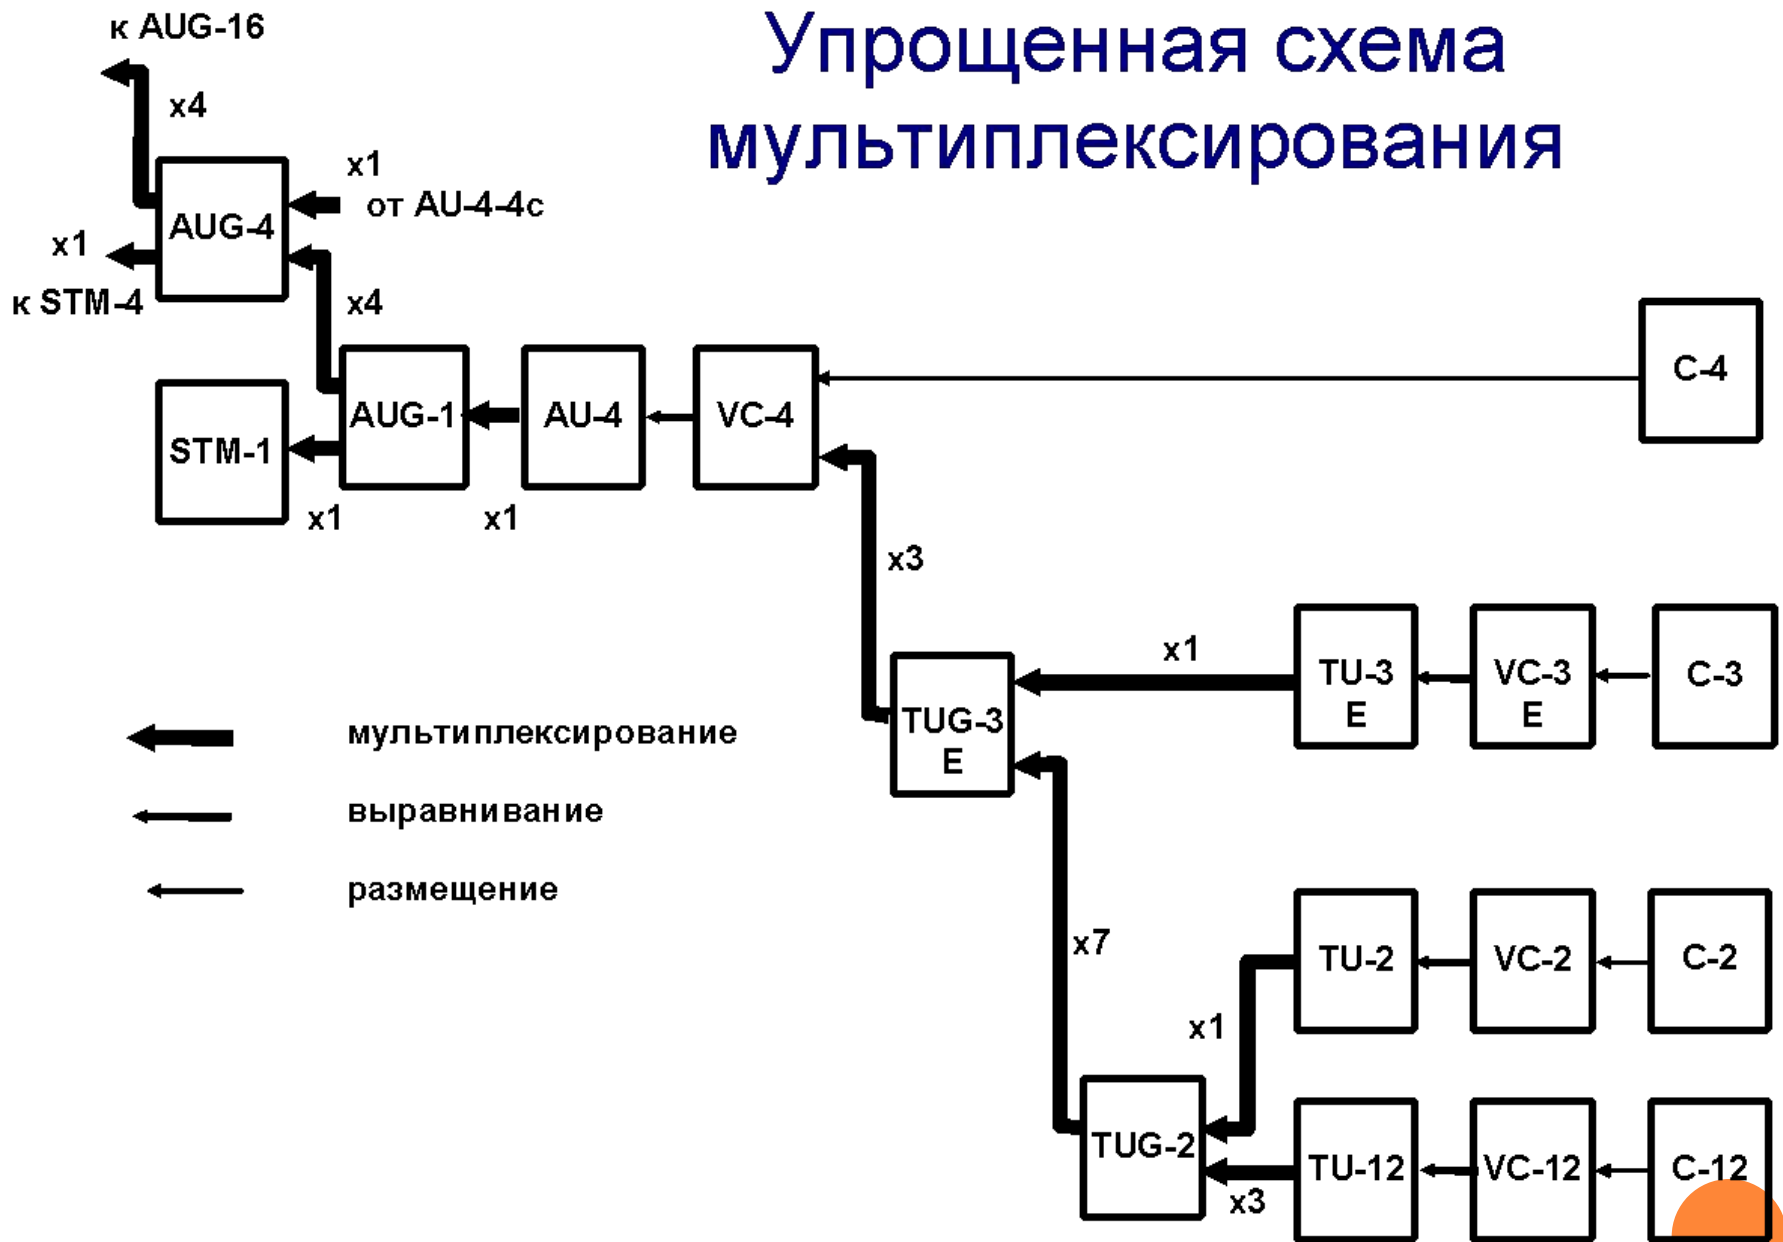 Упрощенная схема
мультиплексирования
к AUG-16
x4
x1
от AU-4-4c
AUG-4
x1
к STM-4
x4
C-4
AUG-1
AU-4
VC-4
STM-1
x1
x1
x3
x1
TU-3
E
VC-3
E
C-3
TUG-3
E
мультиплексирование
выравнивание
размещение
x7
TU-2
VC-2
C-2
x1
TUG-2
TU-12
VC-12
C-12
x3